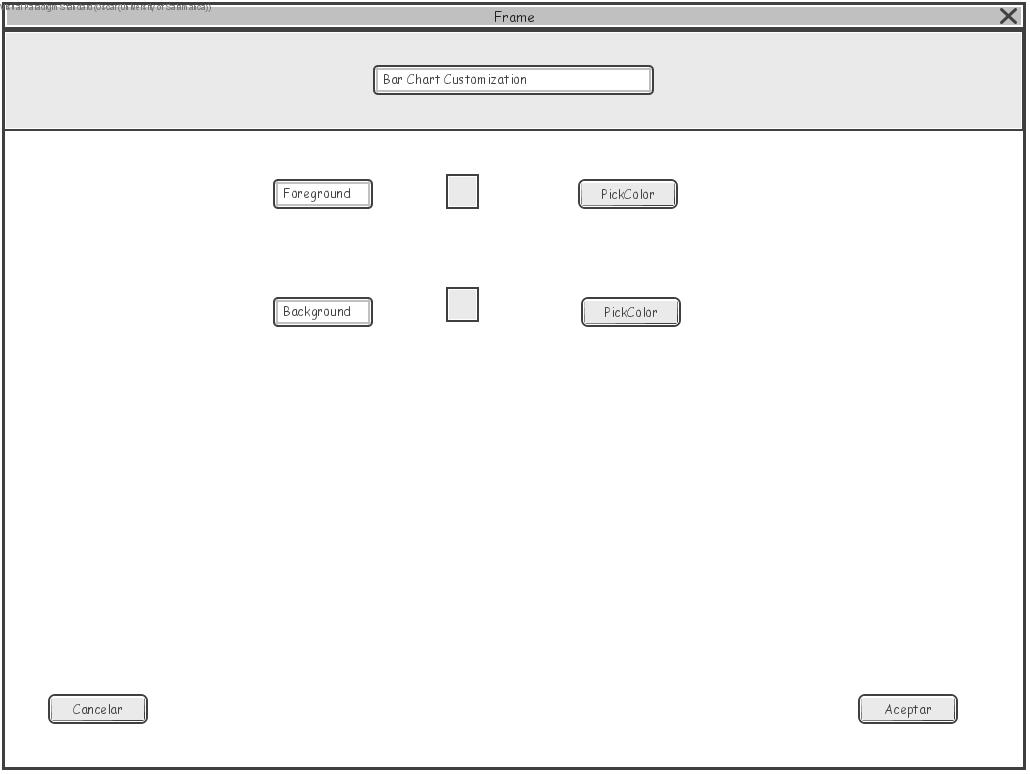 Visual Paradigm Standard(Oscar(University of Salamanca))
Frame
Bar Chart Customization
Foreground
PickColor
Background
PickColor
Cancelar
Aceptar